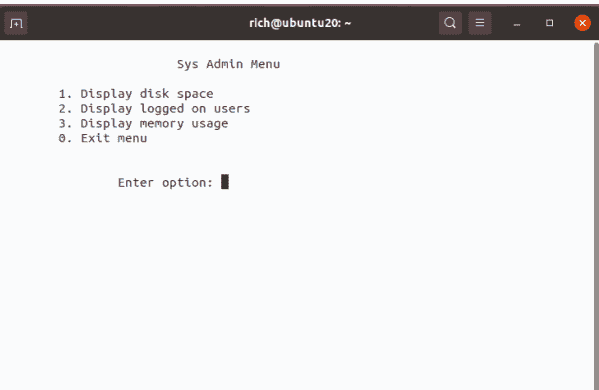 rich@ubuntu20: ~
Sys Admin Menu
1. Display disk space
2. Display logged on users
3. Display memory usage
0. Exit menu
Enter option: